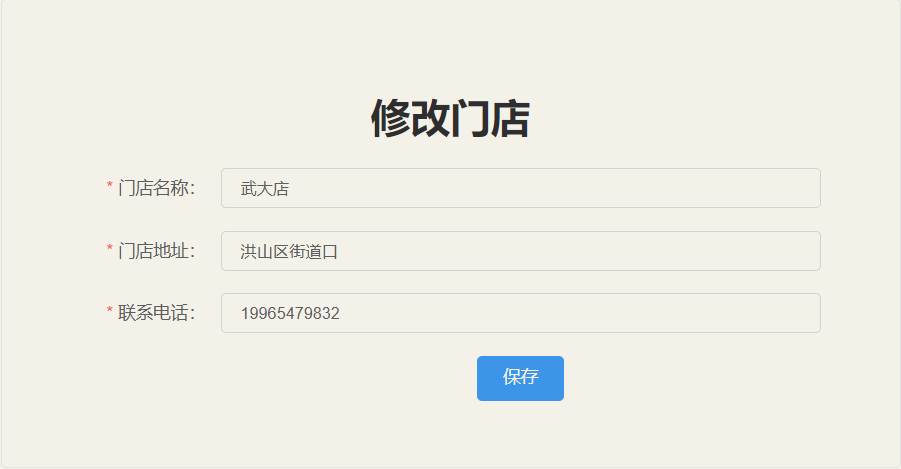 修改门店
* 门店名称： 武大店
* 门店地址： 洪山区街道口
* 联系电话： 19965479832
保存